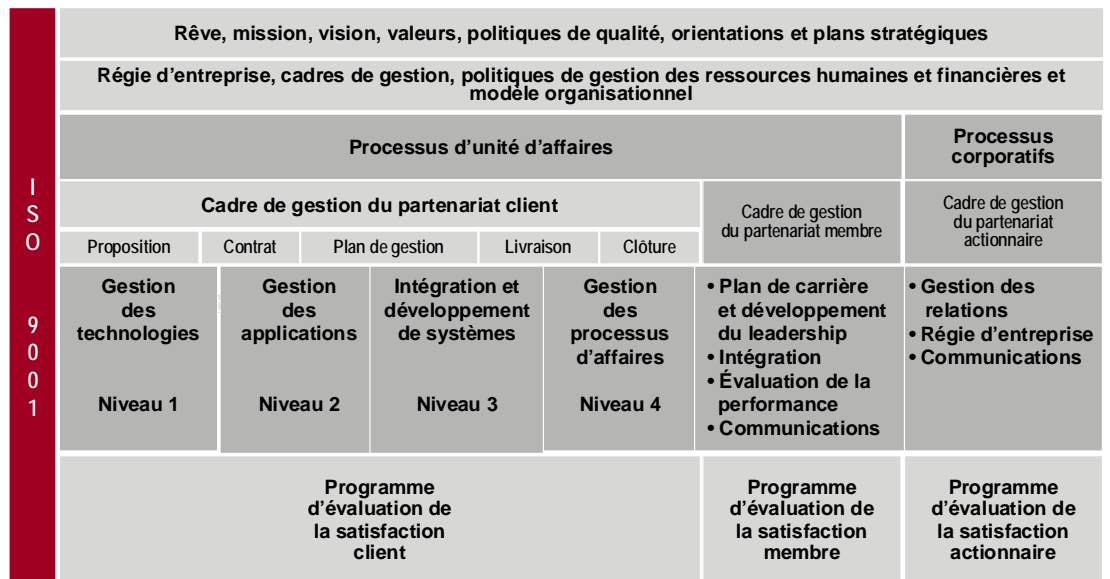 I
S
O
9
0
0
1
Rêve, mission, vision, valeurs, politiques de qualité, orientations et plans stratégiques
Régie d'entreprise, cadres de gestion, politiques de gestion des ressources humaines et financières et
modèle organisationnel
Processus d'unité d'affaires
Processus
corporatifs
Cadre de gestion du partenariat client
Cadre de gestion
du partenariat membre
Cadre de gestion
du partenariat
actionnaire
Proposition
Contrat
Plan de gestion
Livraison
Clôture
Gestion
des
technologies
Niveau 1
Gestion
des
applications
Niveau 2
Intégration et
développement
de systèmes
Niveau 3
Gestion
des
processus
d'affaires
Niveau 4
• Plan de carrière
et développement
du leadership
• Intégration
• Évaluation de la
performance
• Communications
• Gestion des
relations
• Régie d'entreprise
• Communications
Programme
d'évaluation de
la satisfaction
client
Programme
d'évaluation de
la satisfaction
membre
Programme
d'évaluation de
la satisfaction
actionnaire